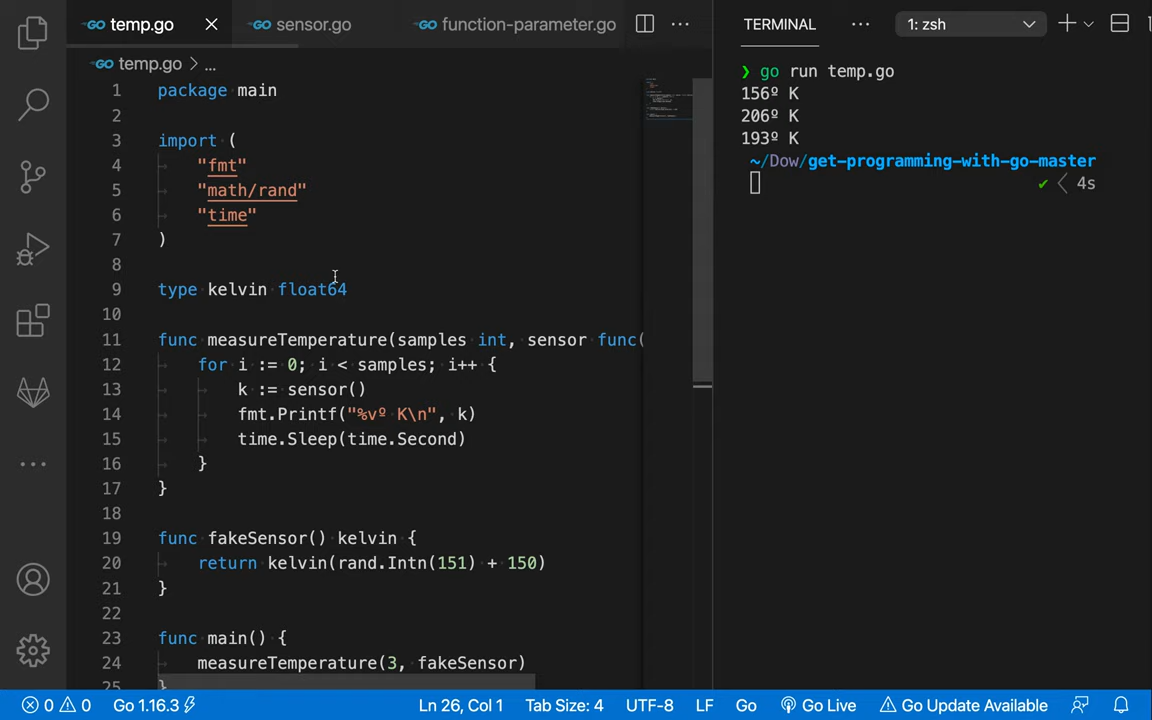 temp.go
sensor.go
function-parameter.go
TERMINAL
1: zsh
temp.go > ...
1 package main
2
3 import (
4 "fmt"
5 "math/rand"
6 "time"
7 )
8
9 type kelvin float64
10
11 func measureTemperature(samples int, sensor func(
12 for i := 0; i < samples; i++ {
13 k := sensor()
14 fmt.Printf("%vº K\n", k)
15 time.Sleep(time.Second)
16 }
17 }
18
19 func fakeSensor() kelvin {
20 return kelvin(rand.Intn(151) + 150)
21 }
22
23 func main() {
24 measureTemperature(3, fakeSensor)
25 }
❯ go run temp.go
156º K
206º K
193º K
~/Dow/get-programming-with-go-master
✔ < 4s
0 0 Go 1.16.3 Ln 26, Col 1 Tab Size: 4 UTF-8 LF Go Go Live Go Update Available